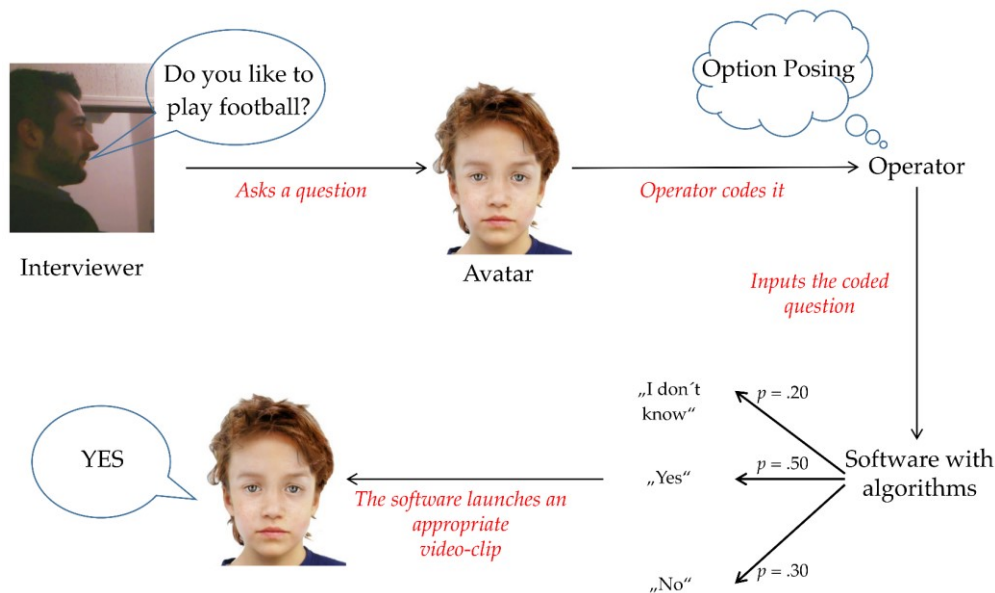 Do you like to
play football?
Option Posing
Asks a question
Operator codes it
Operator
Interviewer
Avatar
Inputs the coded
question
„I don´t
know“
p = .20
YES
„Yes“
p = .50
Software with
algorithms
The software launches an
appropriate
video-clip
„No“
p = .30